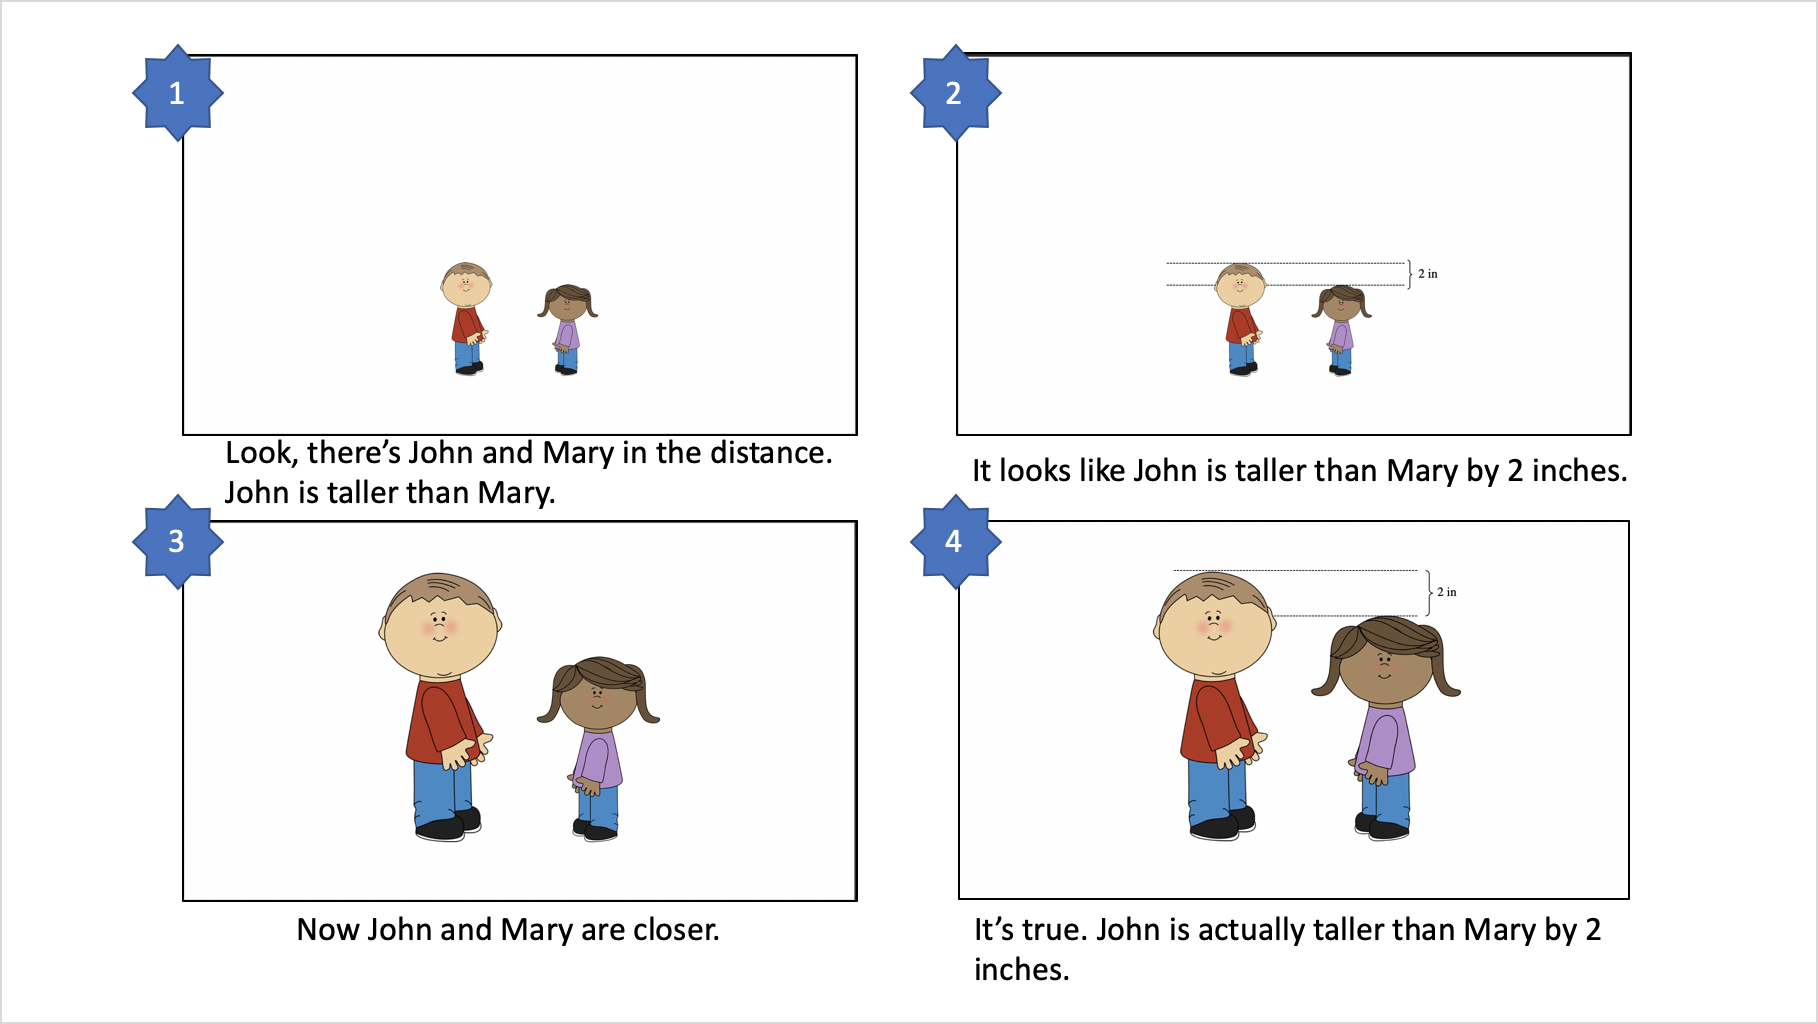 1
Look, there’s John and Mary in the distance.
John is taller than Mary.
2
2 in
It looks like John is taller than Mary by 2 inches.
3
Now John and Mary are closer.
4
2 in
It’s true. John is actually taller than Mary by 2
inches.